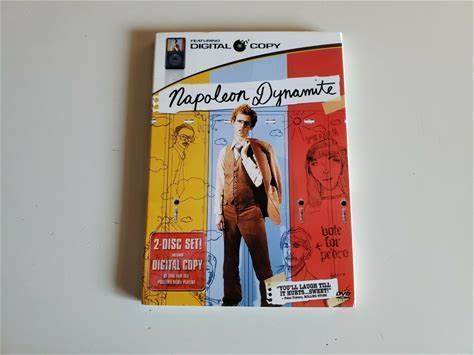 FEATURING
DIGITAL COPY
Napoleon Dynamite
vote
for
pedro
2-DISC SET!
INCLUDES
DIGITAL COPY
"YOU'LL LAUGH TILL
IT HURTS...SWEET!"
DVD